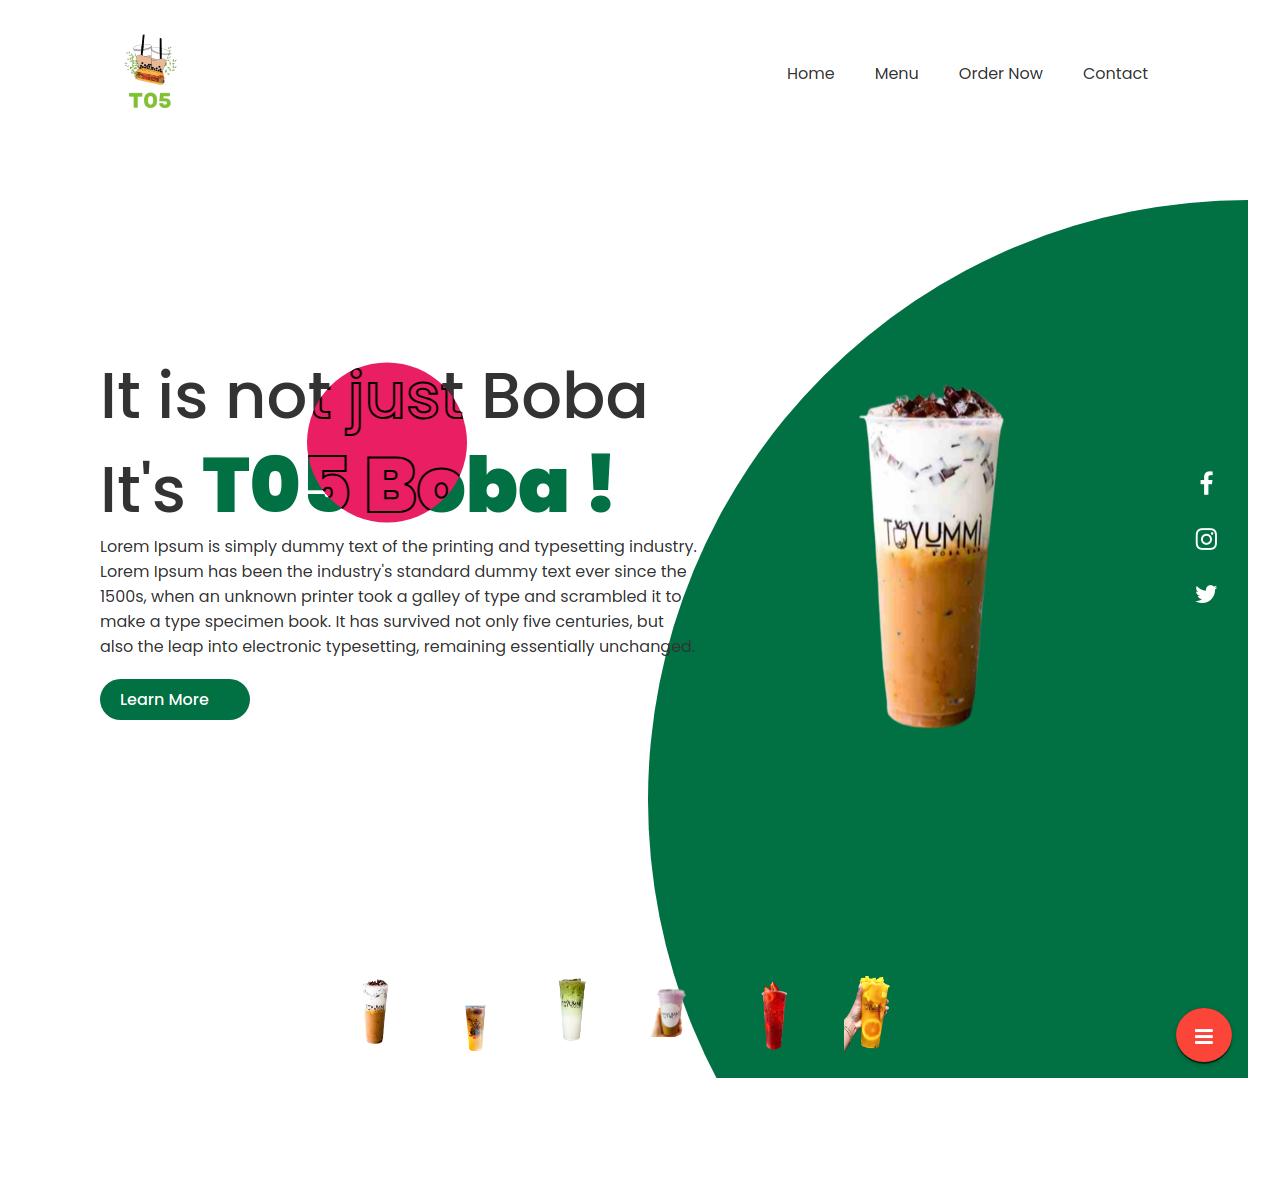 T05
Home Menu Order Now Contact
It is not just Boba
It's T05 Boba !
Lorem Ipsum is simply dummy text of the printing and typesetting industry.
Lorem Ipsum has been the industry's standard dummy text ever since the
1500s, when an unknown printer took a galley of type and scrambled it to
make a type specimen book. It has survived not only five centuries, but
also the leap into electronic typesetting, remaining essentially unchanged.
Learn More
TOYUMMI
BOBA BAR